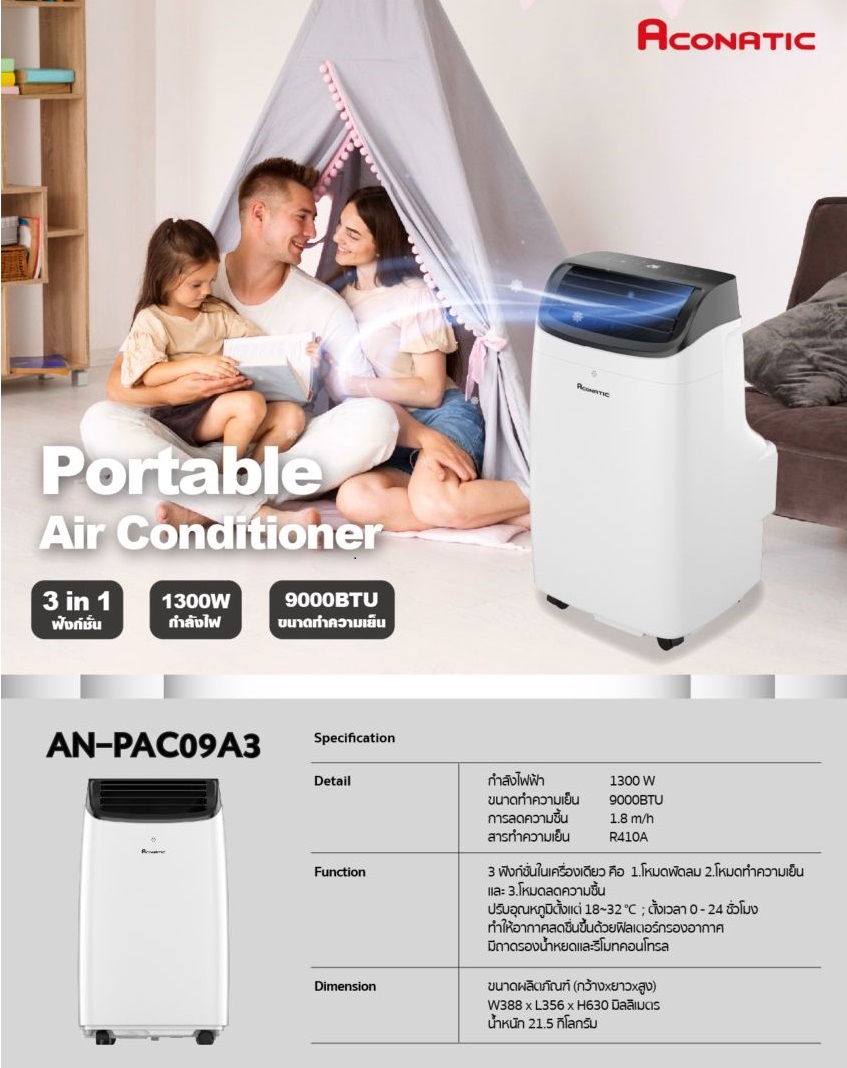 ACONATIC
ACONATIC
Portable
Air Conditioner
3 in 1
ฟังก์ชั่น
1300W
กำลังไฟ
9000BTU
ขนาดทำความเย็น
AN-PAC09A3
ACONATIC
Specification
Detail
กำลังไฟฟ้า 1300 W
ขนาดทำความเย็น 9000BTU
การลดความชื้น 1.8 m/h
สารทำความเย็น R410A
Function
3 ฟังก์ชั่นในเครื่องเดียว คือ 1.โหมดพัดลม 2.โหมดทำความเย็น
และ 3.โหมดลดความชื้น
ปรับอุณหภูมิตั้งแต่ 18~32 °C ; ตั้งเวลา 0 - 24 ชั่วโมง
ทำให้อากาศสดชื่นขึ้นด้วยฟิลเตอร์กรองอากาศ
มีถาดรองน้ำหยดและรีโมทคอนโทรล
Dimension
ขนาดผลิตภัณฑ์ (กว้างxยาวxสูง)
W388 x L356 x H630 มิลลิเมตร
น้ำหนัก 21.5 กิโลกรัม